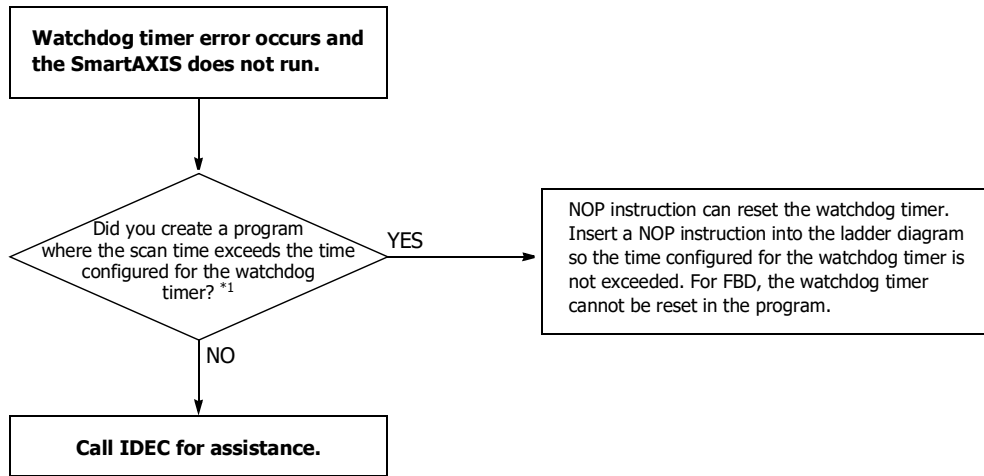 Watchdog timer error occurs and
the SmartAXIS does not run.
Did you create a program
where the scan time exceeds the time
configured for the watchdog
timer? *1
YES
NOP instruction can reset the watchdog timer.
Insert a NOP instruction into the ladder diagram
so the time configured for the watchdog timer is
not exceeded. For FBD, the watchdog timer
cannot be reset in the program.
NO
Call IDEC for assistance.